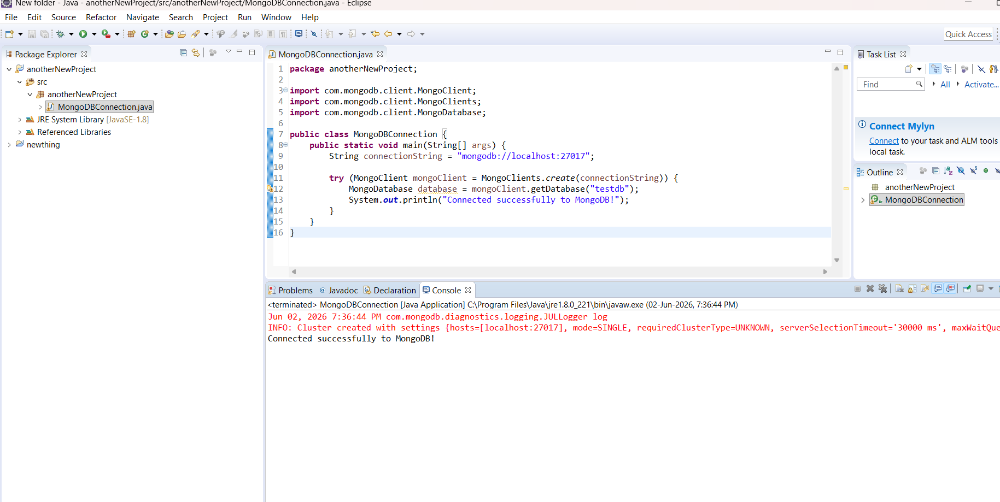 New folder - Java - anotherNewProject/src/anotherNewProject/MongoDBConnection.java - Eclipse
File Edit Source Refactor Navigate Search Project Run Window Help
Quick Access
Package Explorer
anotherNewProject
src
anotherNewProject
MongoDBConnection.java
JRE System Library [JavaSE-1.8]
Referenced Libraries
newthing
MongoDBConnection.java
1 package anotherNewProject;
2
3 import com.mongodb.client.MongoClient;
4 import com.mongodb.client.MongoClients;
5 import com.mongodb.client.MongoDatabase;
6
7 public class MongoDBConnection {
8     public static void main(String[] args) {
9         String connectionString = "mongodb://localhost:27017";
10
11         try (MongoClient mongoClient = MongoClients.create(connectionString)) {
12             MongoDatabase database = mongoClient.getDatabase("testdb");
13             System.out.println("Connected successfully to MongoDB!");
14         }
15     }
16 }
Task List
Find All Activate...
Connect Mylyn
Connect to your task and ALM tools
local task.
Outline
anotherNewProject
MongoDBConnection
Problems @ Javadoc Declaration Console
<terminated> MongoDBConnection [Java Application] C:\Program Files\Java\jre1.8.0_221\bin\javaw.exe (02-Jun-2026, 7:36:44 PM)
Jun 02, 2026 7:36:44 PM com.mongodb.diagnostics.logging.JULLogger log
INFO: Cluster created with settings {hosts=[localhost:27017], mode=SINGLE, requiredClusterType=UNKNOWN, serverSelectionTimeout='30000 ms', maxWaitQue
Connected successfully to MongoDB!